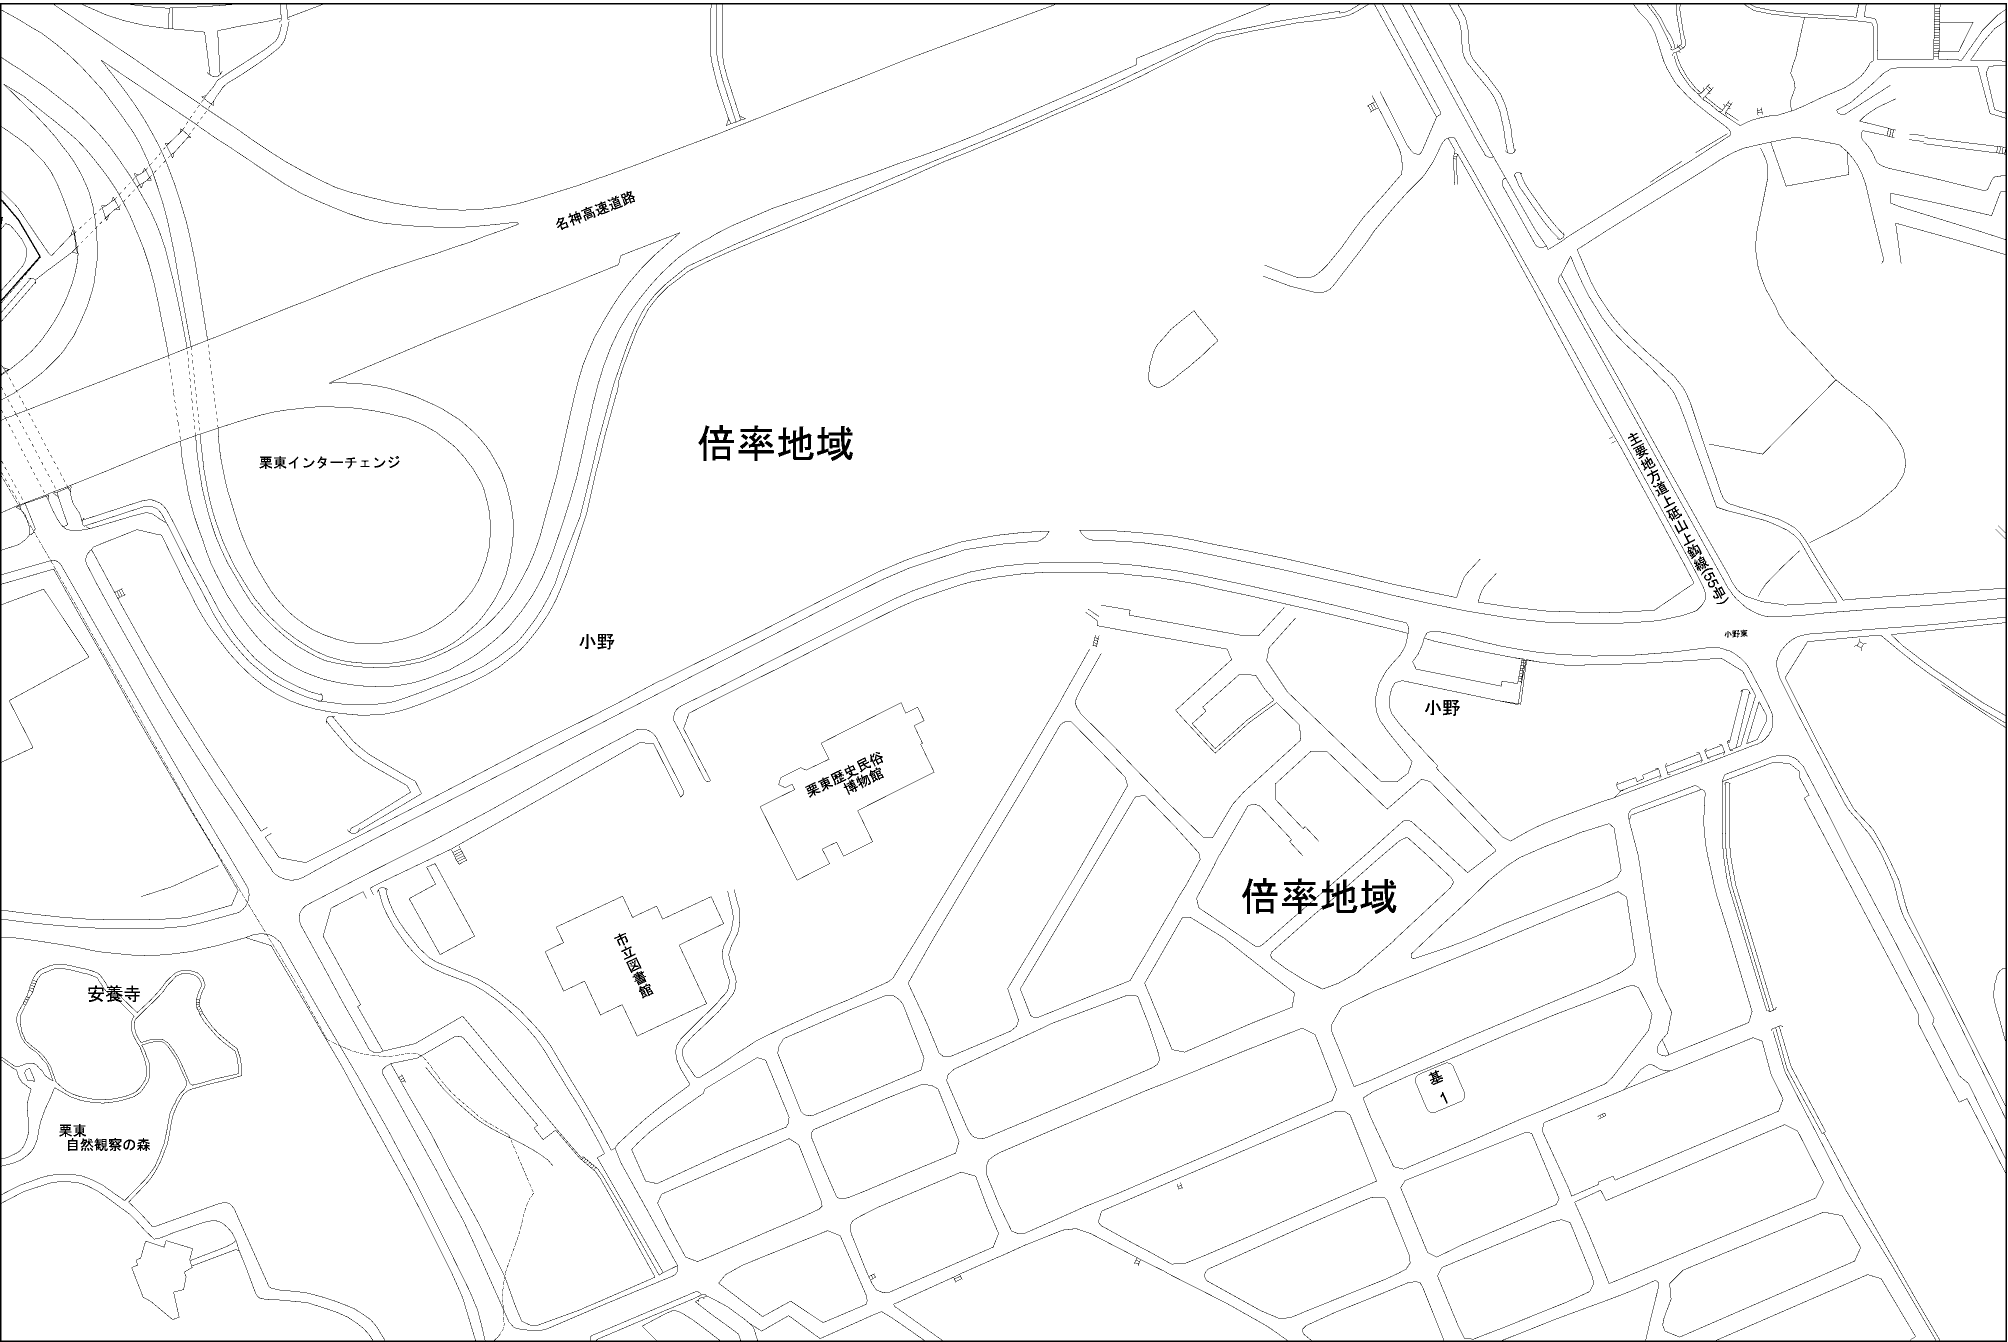 名神高速道路
倍率地域
栗東インターチェンジ
主要地方道上砥山上鈎線(55号)
小野
小野東
小野
栗東歴史民俗
博物館
倍率地域
市立図書館
安養寺
基
1
栗東
自然観察の森